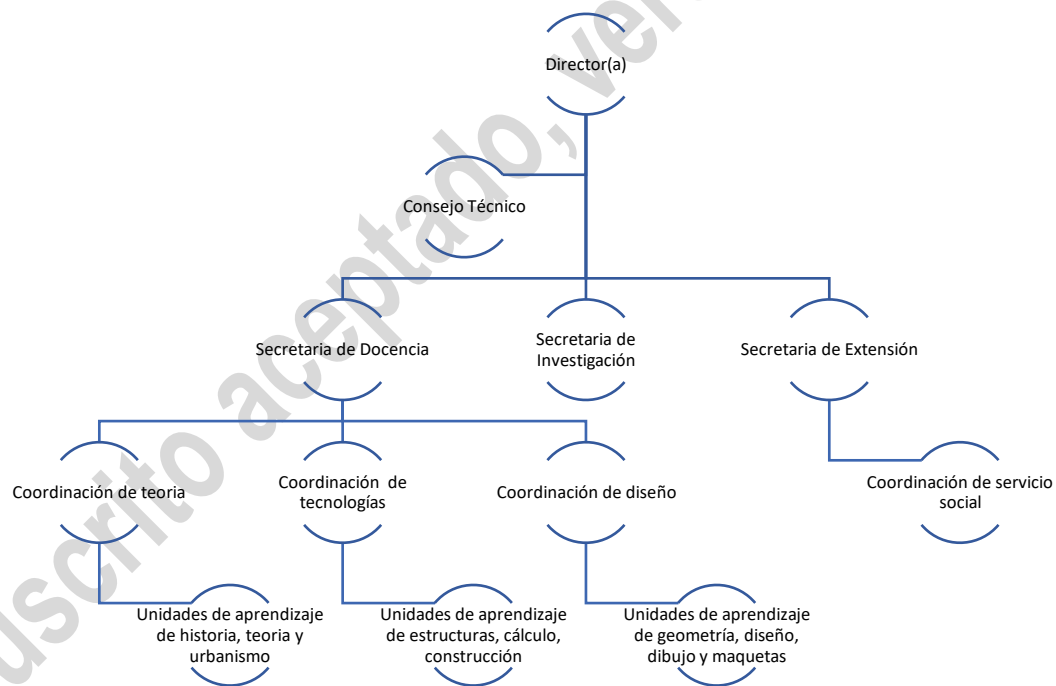 Director(a)
Consejo Técnico
Secretaria de Docencia
Secretaria de
Investigación
Secretaria de Extensión
Coordinación de teoria
Coordinación de
tecnologías
Coordinación de diseño
Coordinación de servicio
social
Unidades de aprendizaje
de historia, teoria y
urbanismo
Unidades de aprendizaje
de estructuras, cálculo,
construcción
Unidades de aprendizaje
de geometría, diseño,
dibujo y maquetas
aceptado,